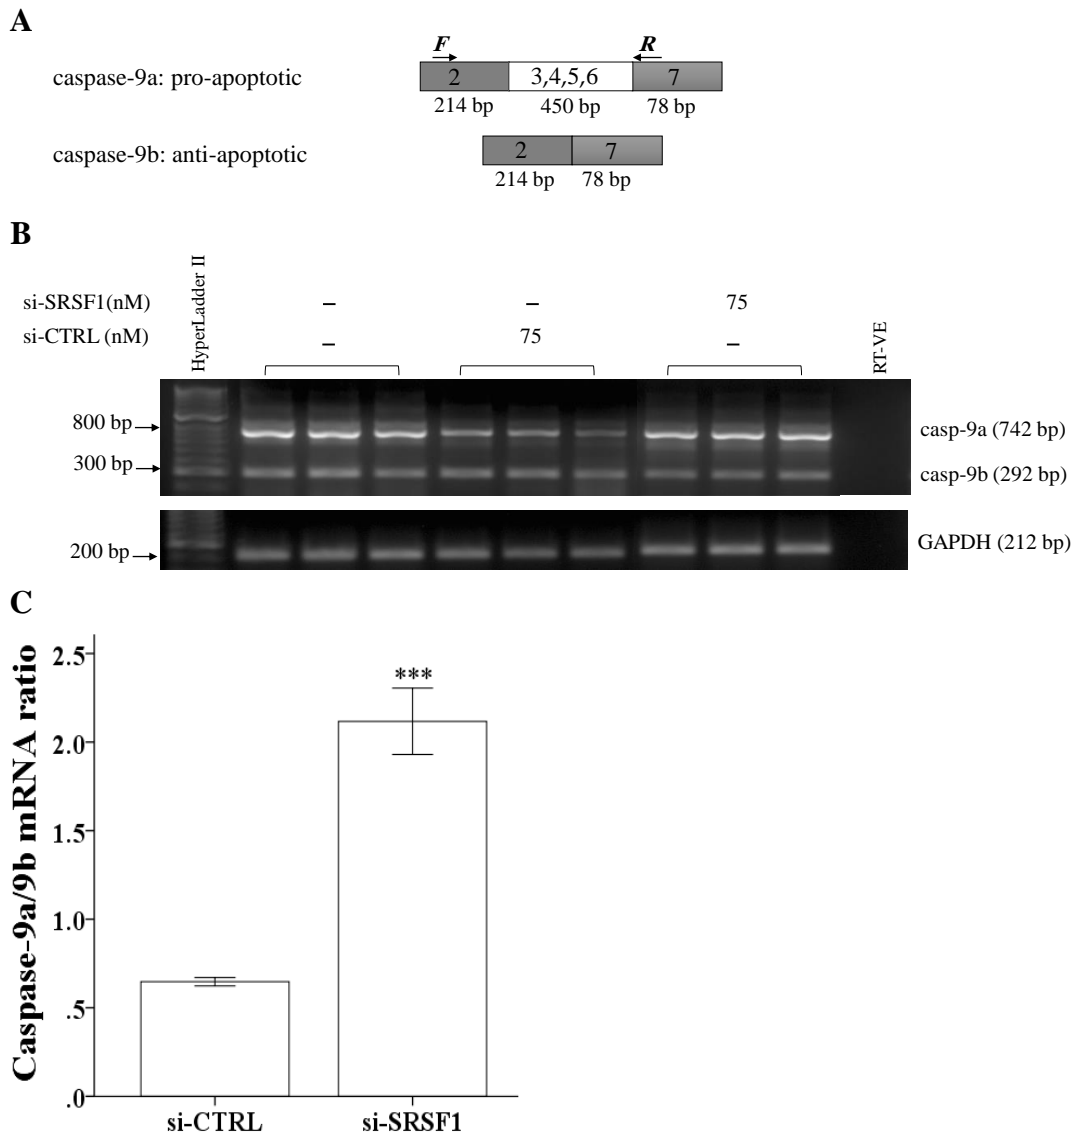 A
F R
caspase-9a: pro-apoptotic 2 3,4,5,6 7
214 bp 450 bp 78 bp
caspase-9b: anti-apoptotic 2 7
214 bp 78 bp
B
HyperLadder II
si-SRSF1(nM) – – 75
si-CTRL (nM) – 75 –
RT-VE
800 bp
casp-9a (742 bp)
300 bp
casp-9b (292 bp)
200 bp
GAPDH (212 bp)
C
Caspase-9a/9b mRNA ratio
2.5
2.0
1.5
1.0
.5
.0
***
si-CTRL si-SRSF1